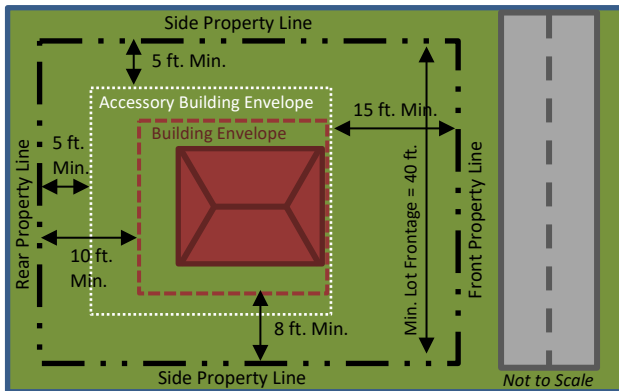 Side Property Line
5 ft. Min.
Accessory Building Envelope
15 ft. Min.
Building Envelope
5 ft.
Min.
Rear Property Line
Min. Lot Frontage = 40 ft.
Front Property Line
10 ft.
Min.
8 ft. Min.
Side Property Line
Not to Scale